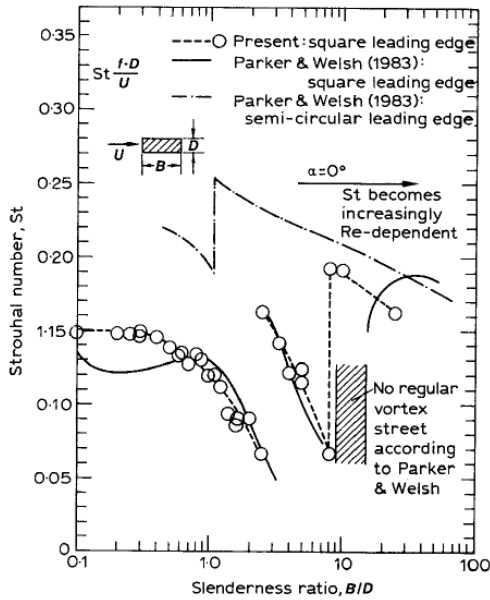 0·35
0·30
0·25
0·20
1·15
0·10
0·05
0
Strouhal number, St
St f·D
U
Present: square leading edge
Parker & Welsh (1983):
square leading edge
Parker & Welsh (1983):
semi-circular leading edge
U
D
B
α=0°
St becomes
increasingly
Re-dependent
No regular
vortex
street
according
to Parker
& Welsh
0·1
1·0
10
100
Slenderness ratio, B/D